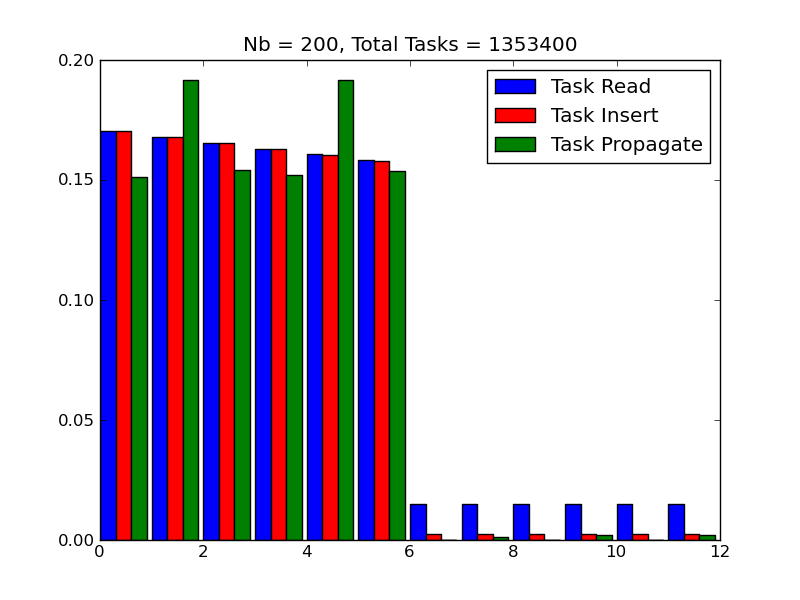 Nb = 200, Total Tasks = 1353400
0.20
Task Read
Task Insert
Task Propagate
0.15
0.10
0.05
0.00
0 2 4 6 8 10 12